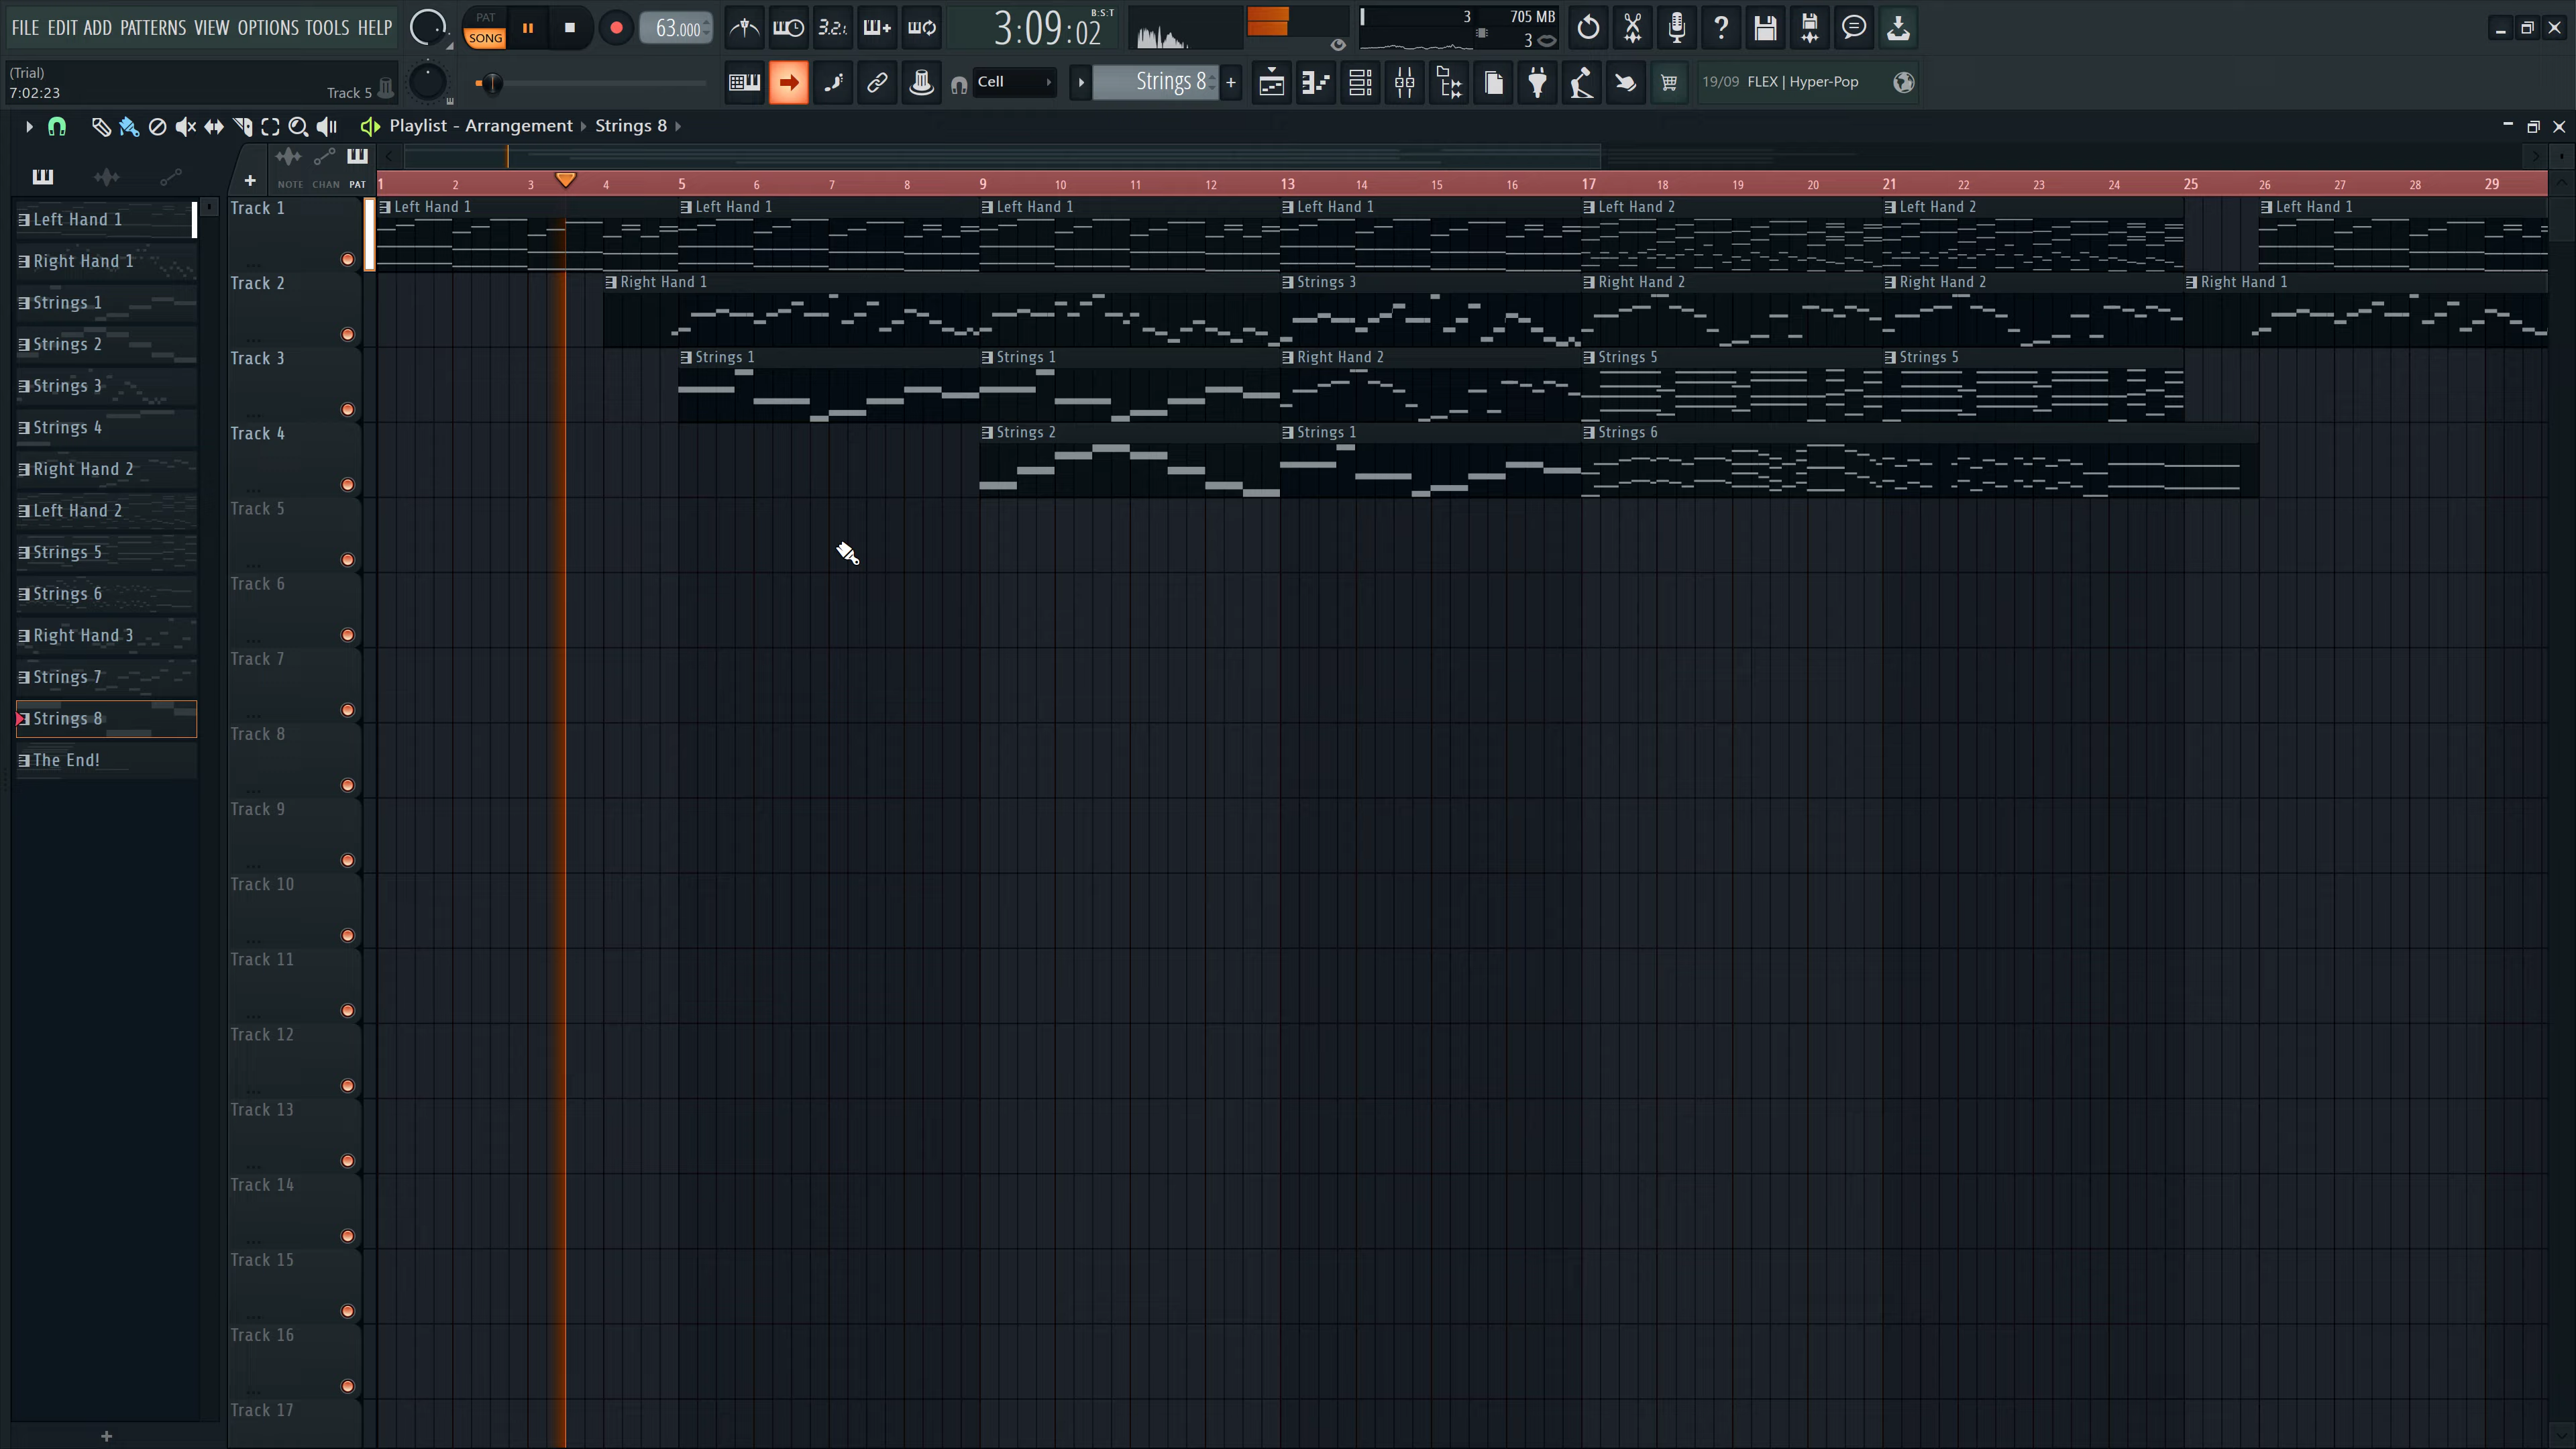 FILE EDIT ADD PATTERNS VIEW OPTIONS TOOLS HELP
PAT
SONG
63.000
3.2.1
3:09:02
B:S:T
3
705 MB
3
(Trial)
7:02:23
Track 5
Cell
Strings 8
+
19/09 FLEX | Hyper-Pop
Playlist - Arrangement
Strings 8
NOTE CHAN PAT
1 2 3 4 5 6 7 8 9 10 11 12 13 14 15 16 17 18 19 20 21 22 23 24 25 26 27 28 29
Left Hand 1
Right Hand 1
Strings 1
Strings 2
Strings 3
Strings 4
Right Hand 2
Left Hand 2
Strings 5
Strings 6
Right Hand 3
Strings 7
Strings 8
The End!
Track 1
Left Hand 1 Left Hand 1 Left Hand 1 Left Hand 1 Left Hand 2 Left Hand 2 Left Hand 1
Track 2
Right Hand 1 Strings 3 Right Hand 2 Right Hand 2 Right Hand 1
Track 3
Strings 1 Strings 1 Right Hand 2 Strings 5 Strings 5
Track 4
Strings 2 Strings 1 Strings 6
Track 5
Track 6
Track 7
Track 8
Track 9
Track 10
Track 11
Track 12
Track 13
Track 14
Track 15
Track 16
Track 17